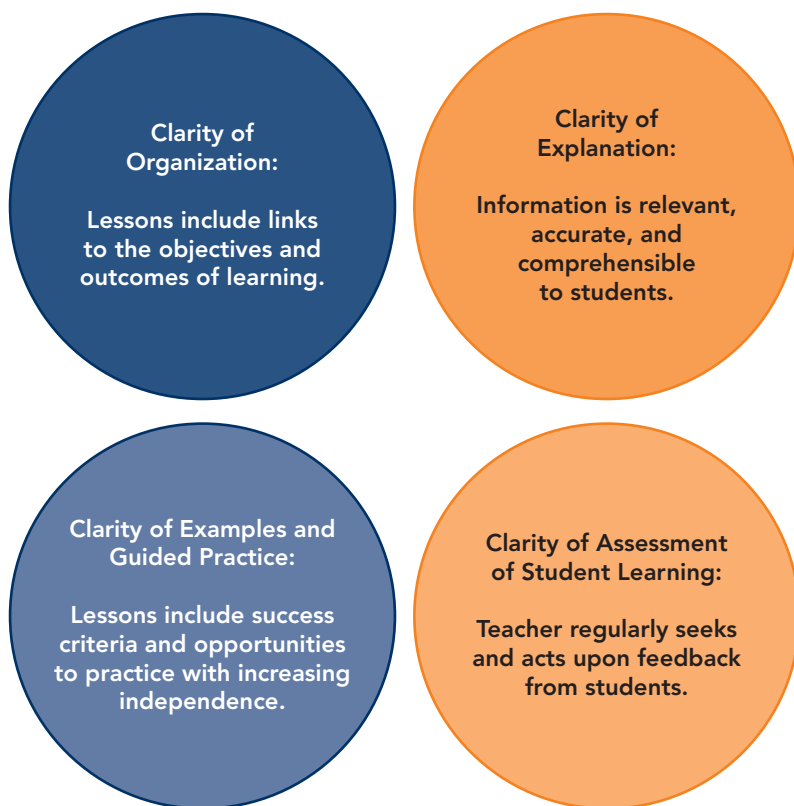 Clarity of
Organization:
Lessons include links
to the objectives and
outcomes of learning.
Clarity of
Explanation:
Information is relevant,
accurate, and
comprehensible
to students.
Clarity of Examples and
Guided Practice:
Lessons include success
criteria and opportunities
to practice with increasing
independence.
Clarity of Assessment
of Student Learning:
Teacher regularly seeks
and acts upon feedback
from students.